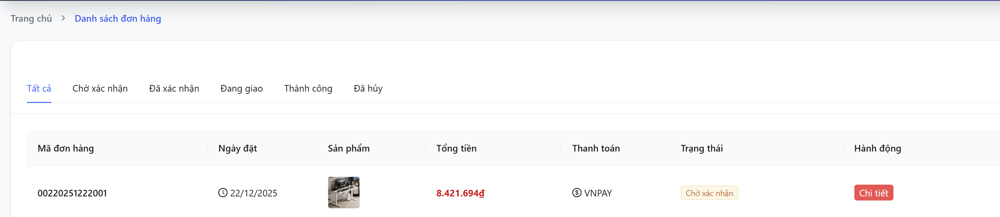 Trang chủ > Danh sách đơn hàng
Tất cả Chờ xác nhận Đã xác nhận Đang giao Thành công Đã hủy
Mã đơn hàng Ngày đặt Sản phẩm Tổng tiền Thanh toán Trạng thái Hành động
00220251222001 22/12/2025 8.421.694₫ VNPAY Chờ xác nhận Chi tiết